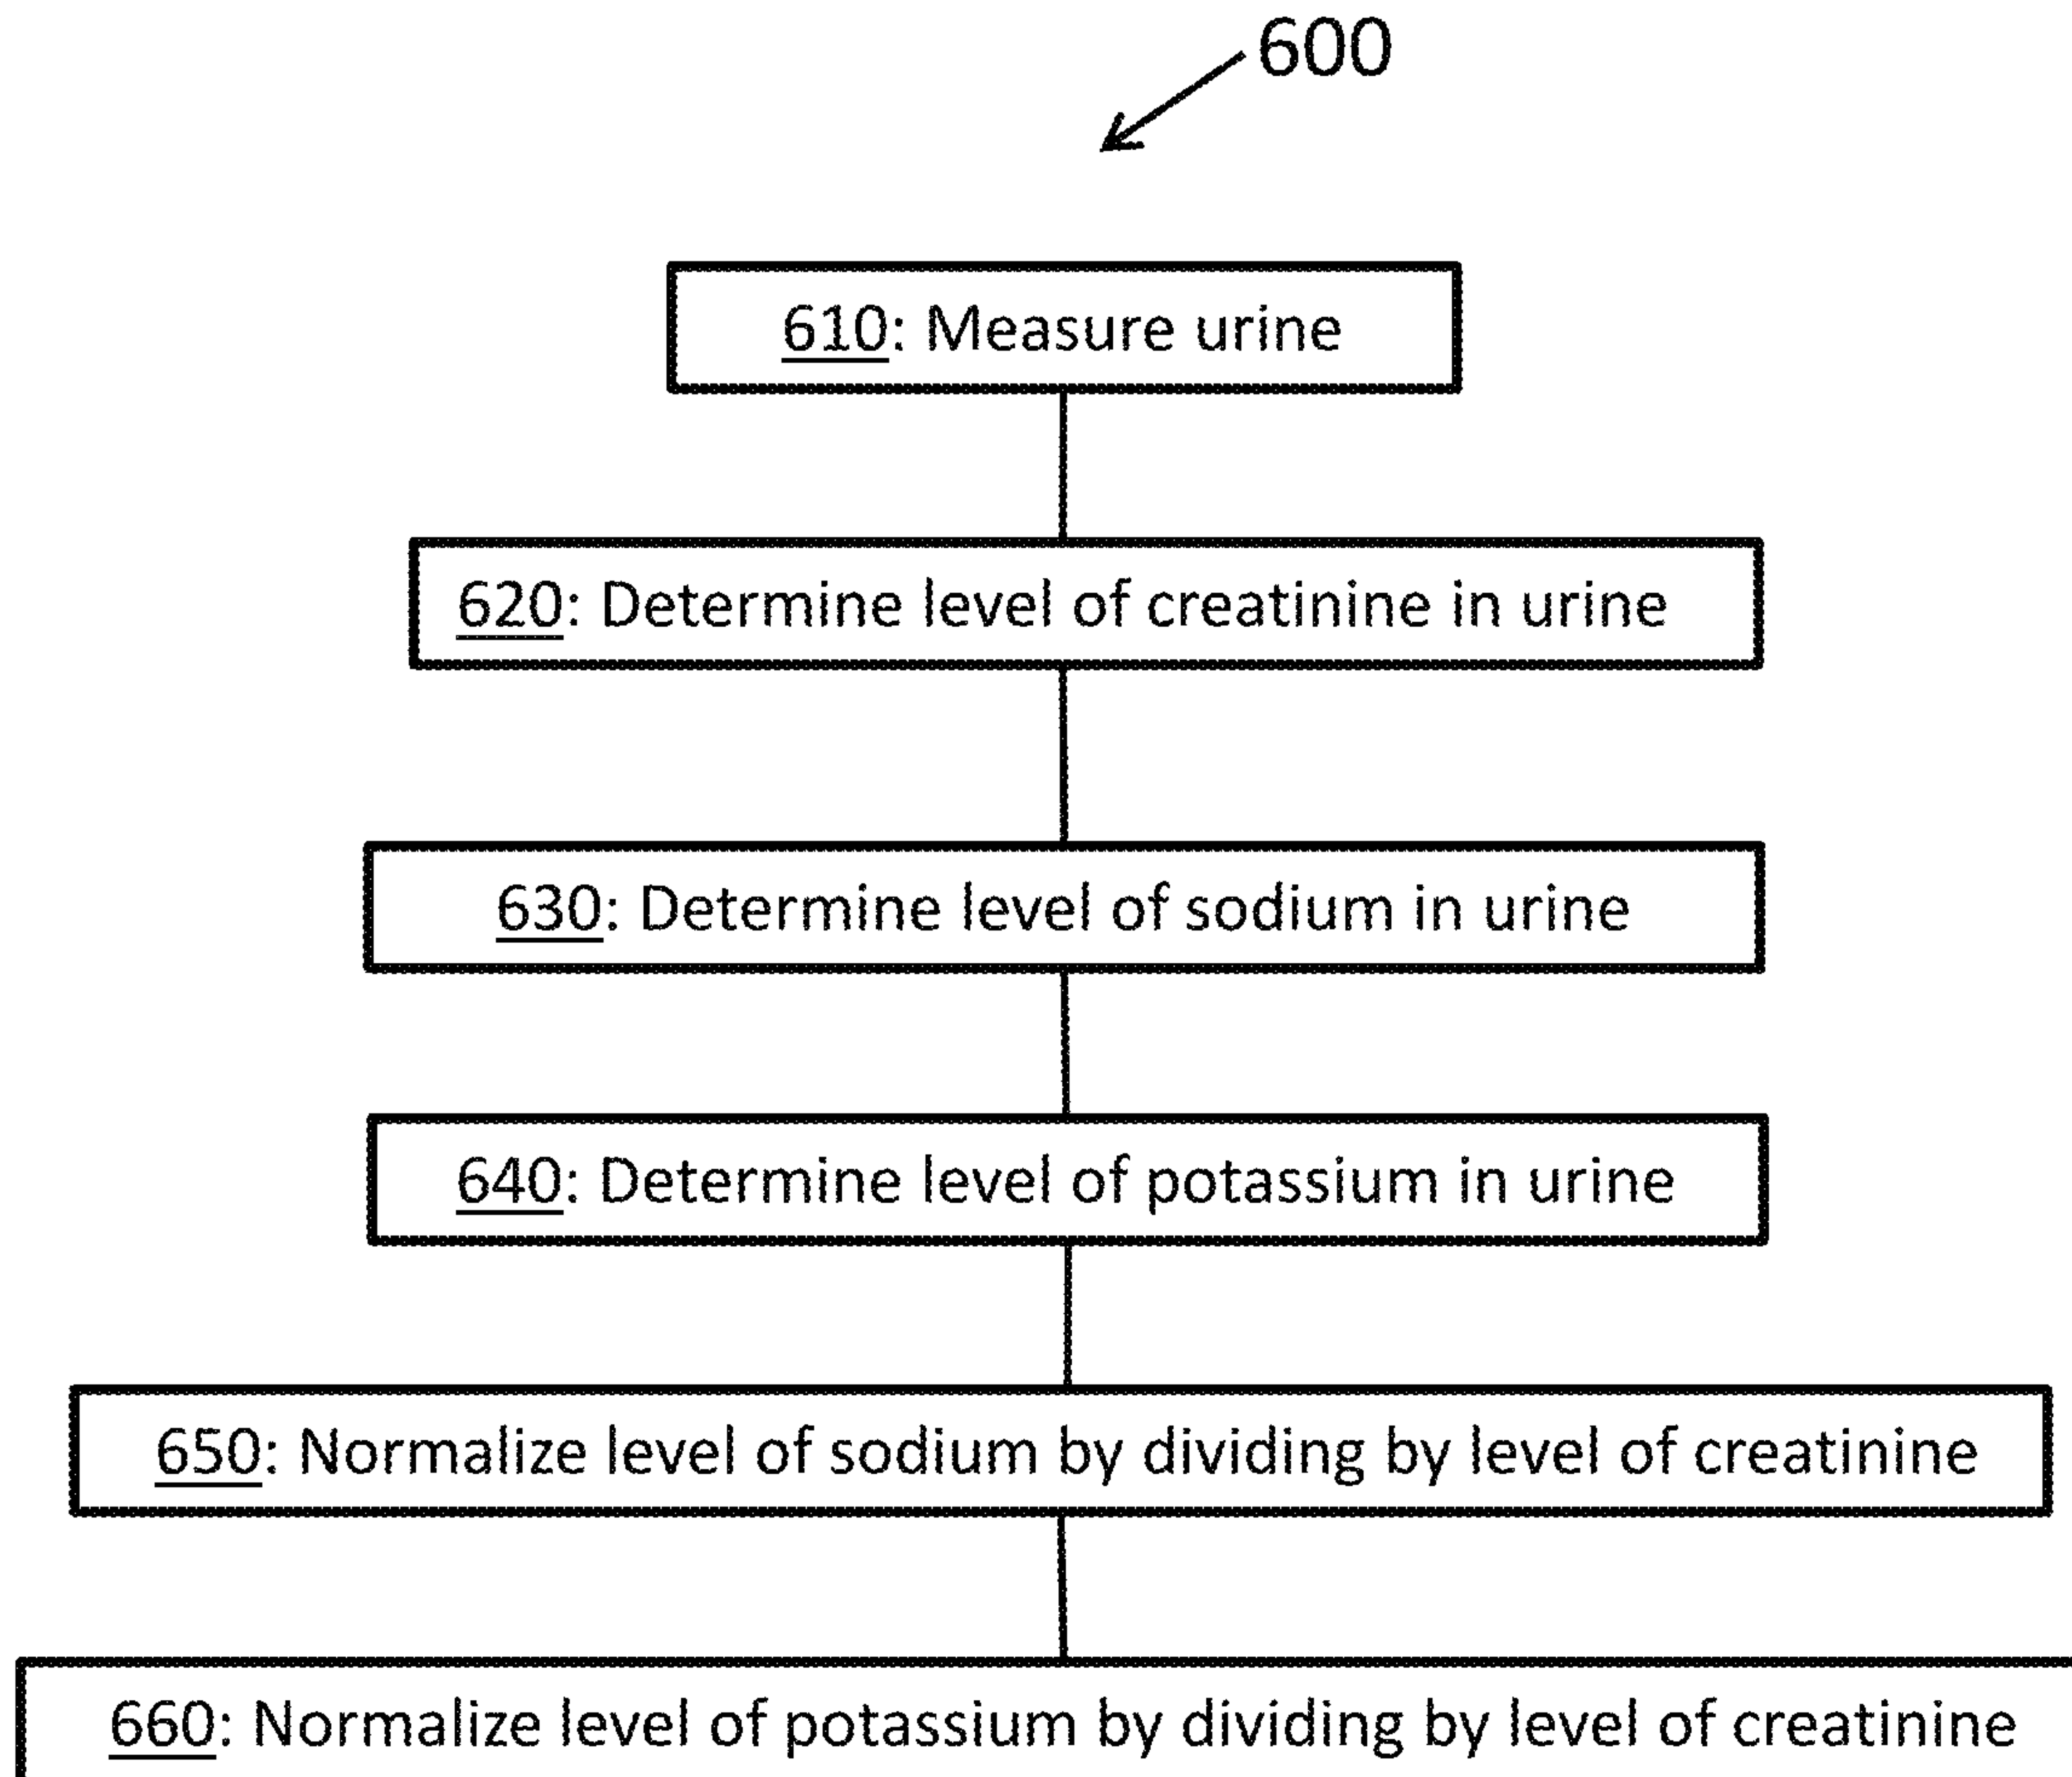 600
610: Measure urine
620: Determine level of creatinine in urine
630: Determine level of sodium in urine
640: Determine level of potassium in urine
650: Normalize level of sodium by dividing by level of creatinine
660: Normalize level of potassium by dividing by level of creatinine